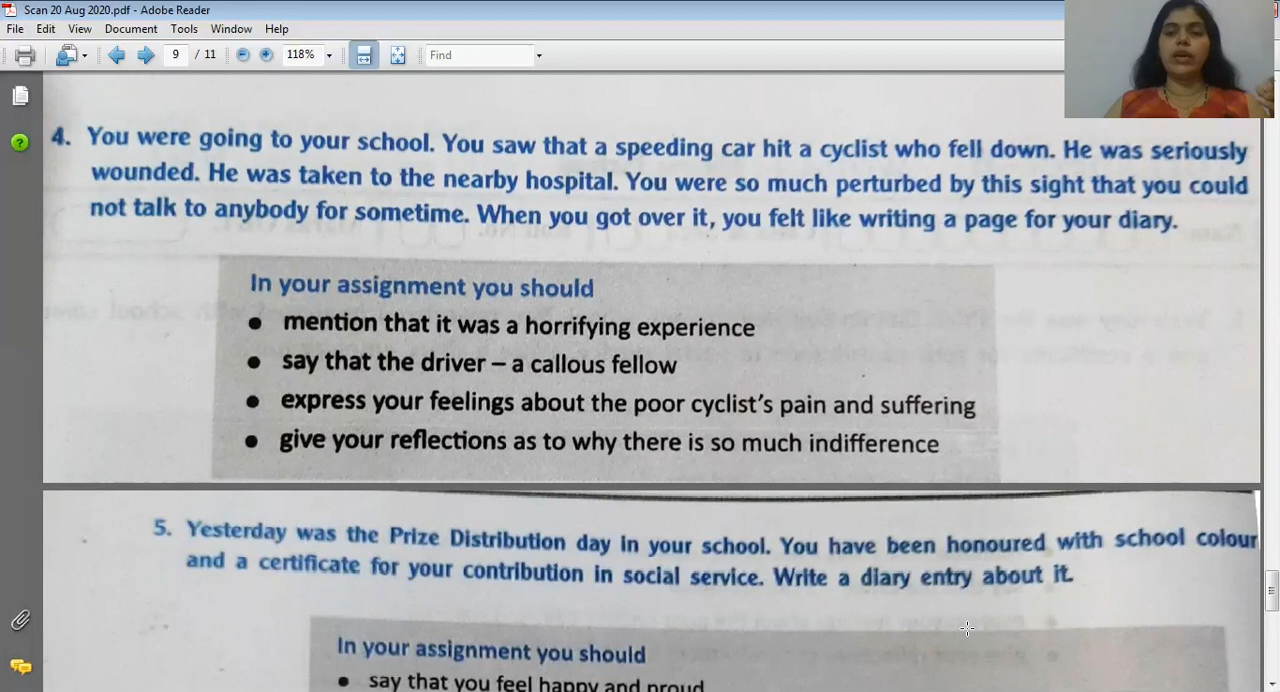 Scan 20 Aug 2020.pdf - Adobe Reader
File Edit View Document Tools Window Help
9 / 11 118% Find
4. You were going to your school. You saw that a speeding car hit a cyclist who fell down. He was seriously
wounded. He was taken to the nearby hospital. You were so much perturbed by this sight that you could
not talk to anybody for sometime. When you got over it, you felt like writing a page for your diary.
In your assignment you should
• mention that it was a horrifying experience
• say that the driver – a callous fellow
• express your feelings about the poor cyclist's pain and suffering
• give your reflections as to why there is so much indifference
5. Yesterday was the Prize Distribution day in your school. You have been honoured with school colour
and a certificate for your contribution in social service. Write a diary entry about it.
In your assignment you should
• say that you feel happy and proud